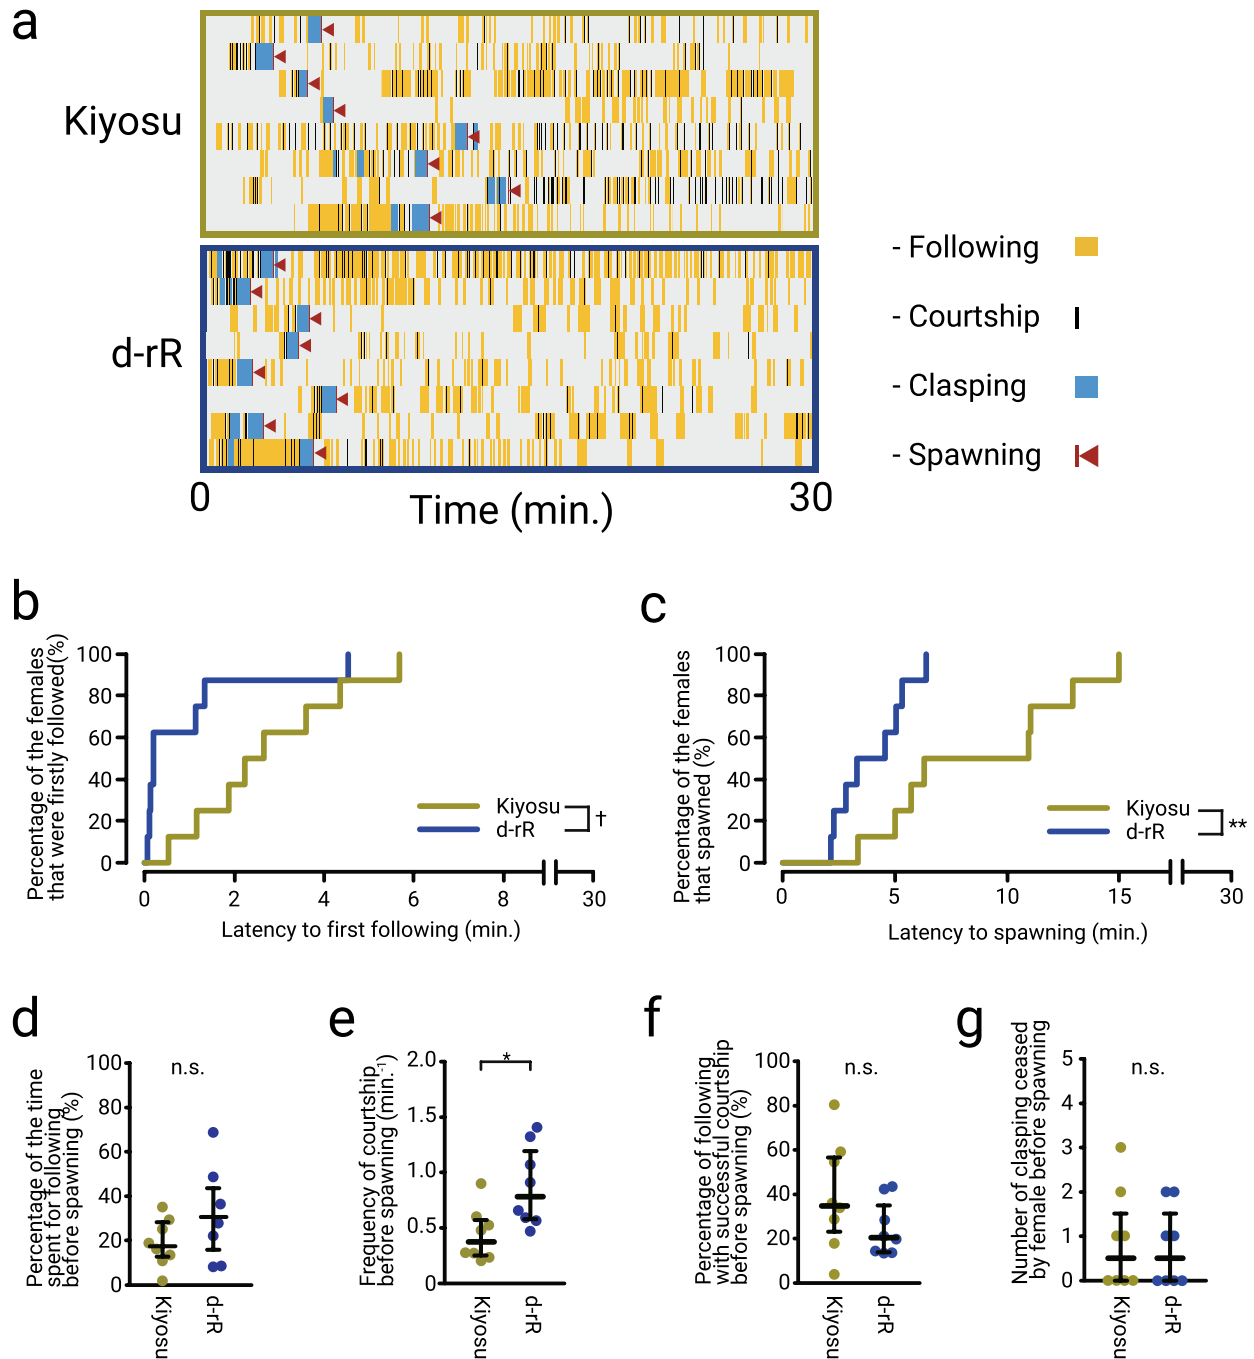 a
Kiyosu
d-rR
0
30
Time (min.)
- Following
- Courtship
- Clasping
- Spawning
b
Percentage of the females
that were firstly followed(%)
100
80
60
40
20
0
Kiyosu
d-rR
†
0
2
4
6
8
30
Latency to first following (min.)
c
Percentage of the females
that spawned (%)
100
80
60
40
20
0
Kiyosu
d-rR
**
0
5
10
15
30
Latency to spawning (min.)
d
Percentage of the time
spent for following
before spawning (%)
100
80
60
40
20
0
n.s.
Kiyosu
d-rR
e
Frequency of courtship
before spawning (min.-1)
2.0
1.5
1.0
0.5
0
*
Kiyosu
d-rR
f
Percentage of following
with successful courtship
before spawning (%)
100
80
60
40
20
0
n.s.
Kiyosu
d-rR
g
Number of clasping ceased
by female before spawning
5
4
3
2
1
0
n.s.
Kiyosu
d-rR